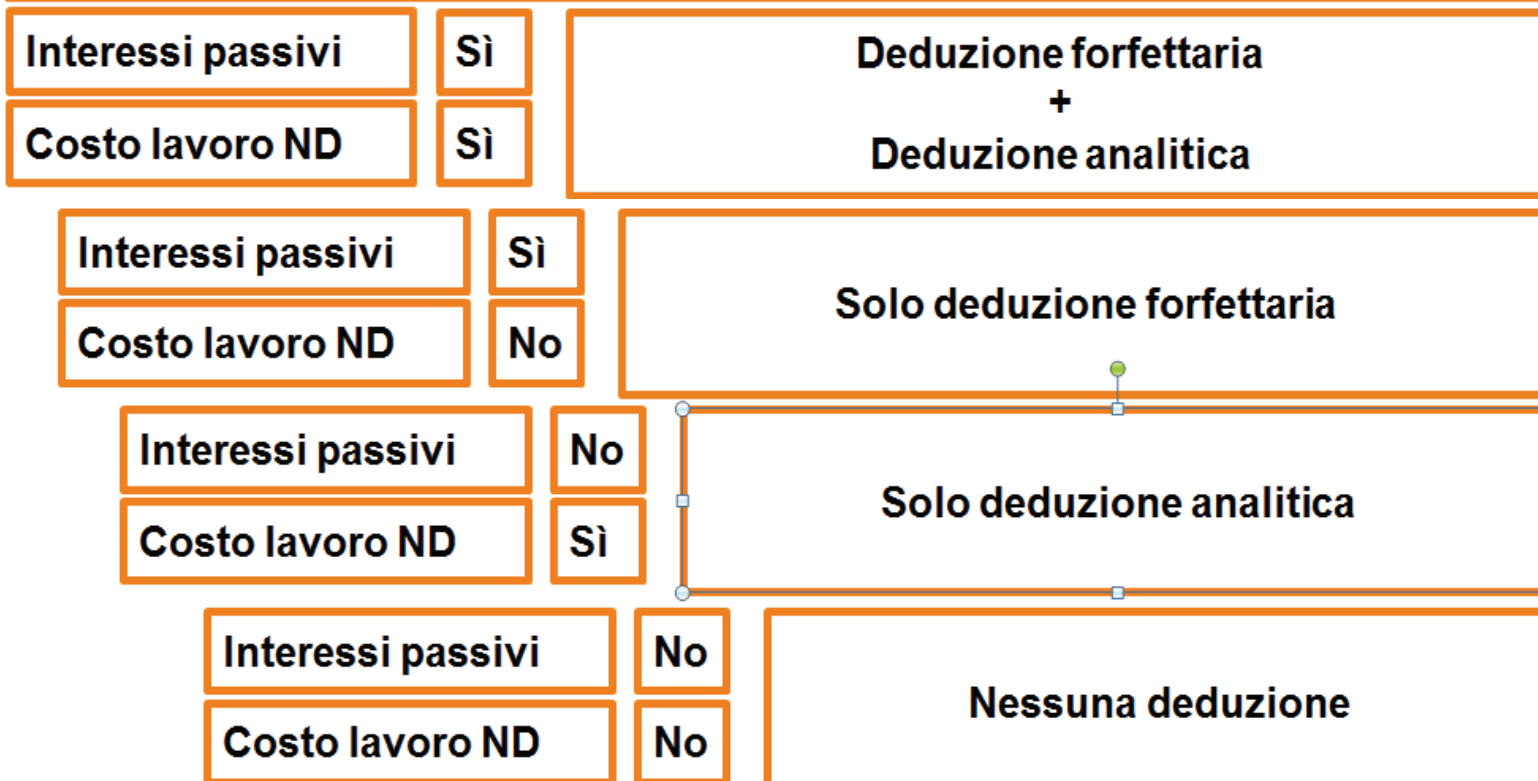 Interessi passivi Sì
Costo lavoro ND Sì
Deduzione forfettaria
+
Deduzione analitica
Interessi passivi Sì
Costo lavoro ND No
Solo deduzione forfettaria
Interessi passivi No
Costo lavoro ND Sì
Solo deduzione analitica
Interessi passivi No
Costo lavoro ND No
Nessuna deduzione